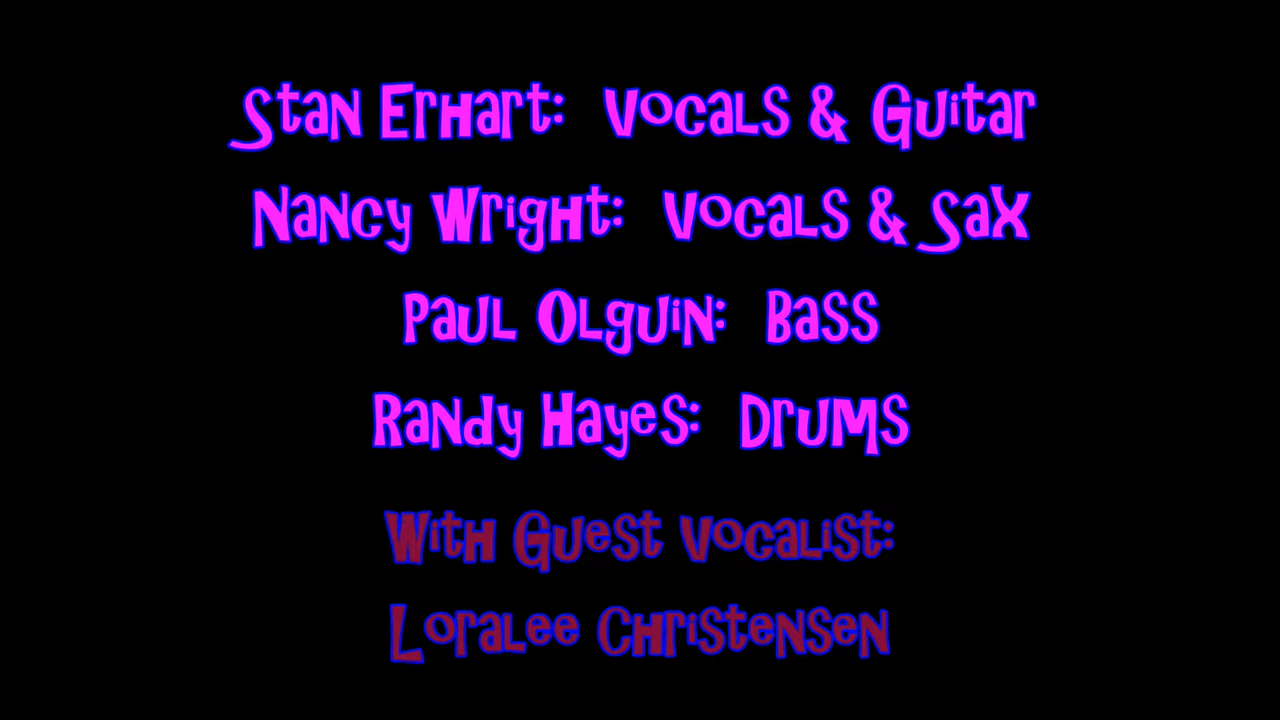 Stan Erhart: Vocals & Guitar
Nancy Wright: Vocals & Sax
Paul Olguin: Bass
Randy Hayes: Drums
With Guest Vocalist:
Loralee Christensen